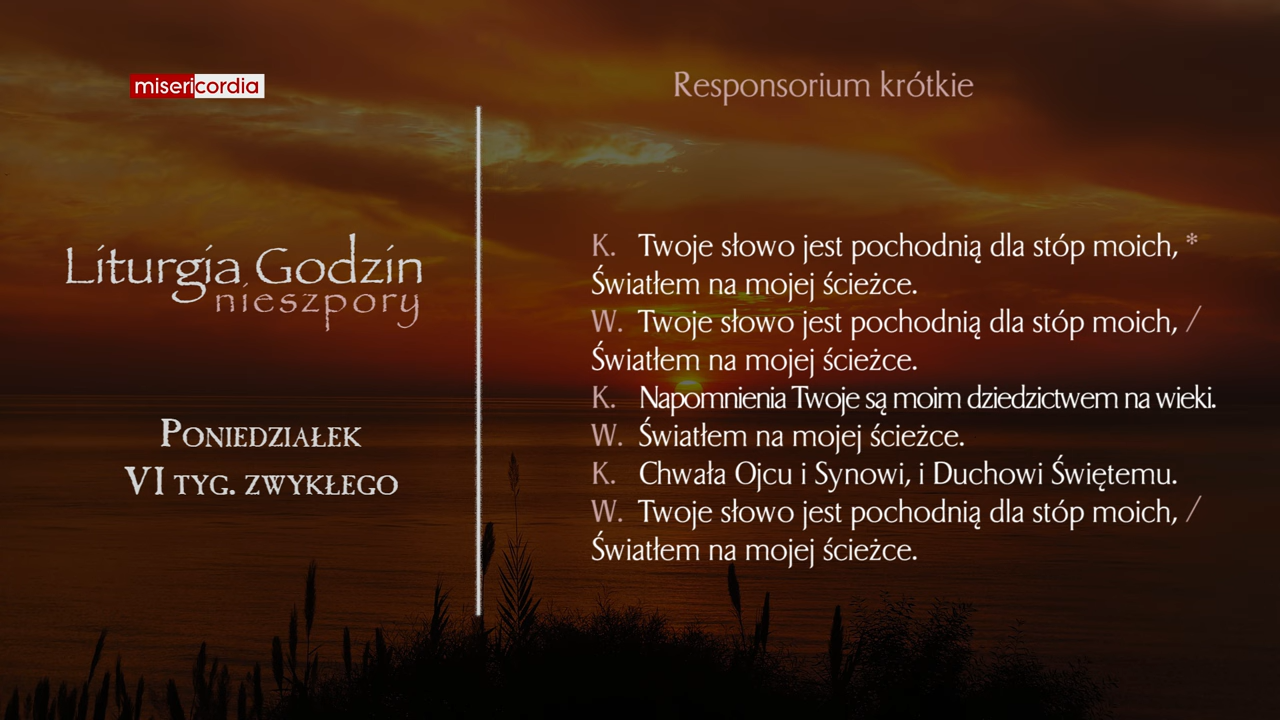 misericordia
Liturgia Godzin
nieszpory
Poniedziałek
VI tyg. zwykłego
Responsorium krótkie
K. Twoje słowo jest pochodnią dla stóp moich, *
Światłem na mojej ścieżce.
W. Twoje słowo jest pochodnią dla stóp moich, /
Światłem na mojej ścieżce.
K. Napomnienia Twoje są moim dziedzictwem na wieki.
W. Światłem na mojej ścieżce.
K. Chwała Ojcu i Synowi, i Duchowi Świętemu.
W. Twoje słowo jest pochodnią dla stóp moich, /
Światłem na mojej ścieżce.